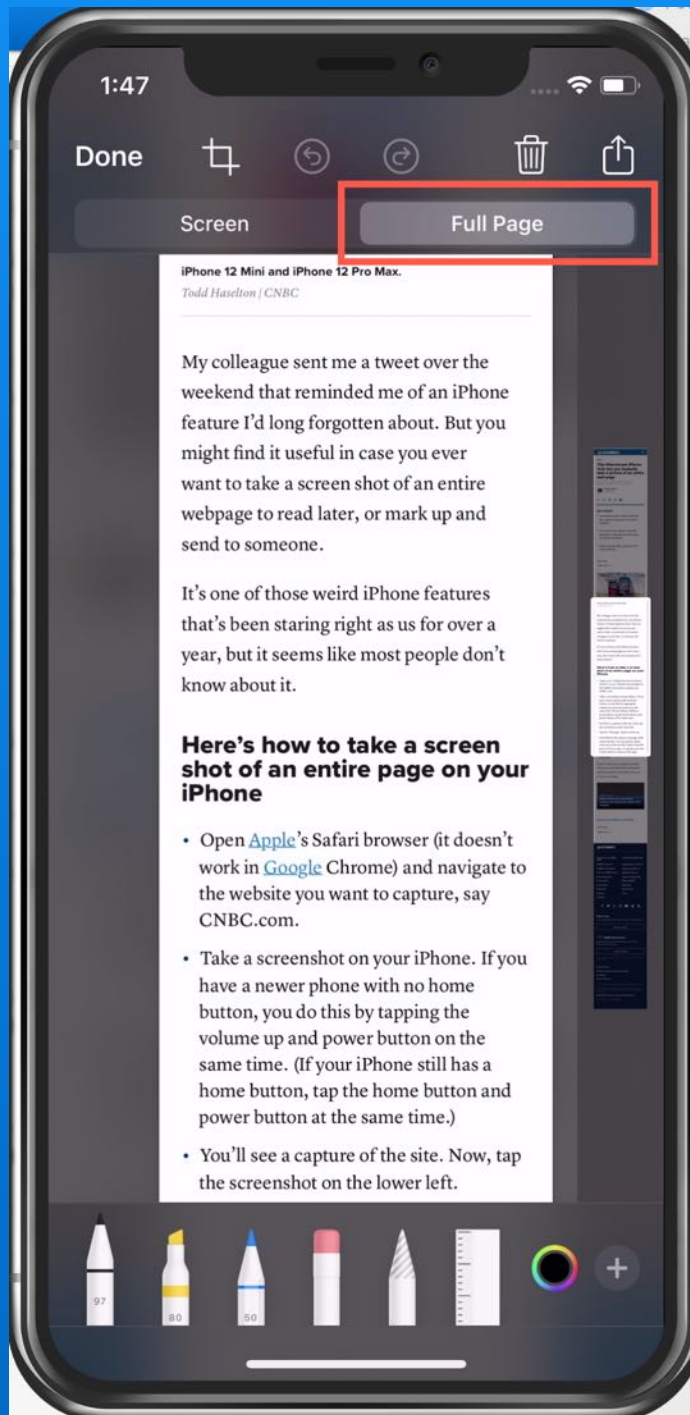 1:47
Done
Screen
Full Page
iPhone 12 Mini and iPhone 12 Pro Max.
Todd Haselton | CNBC
My colleague sent me a tweet over the
weekend that reminded me of an iPhone
feature I'd long forgotten about. But you
might find it useful in case you ever
want to take a screen shot of an entire
webpage to read later, or mark up and
send to someone.
It's one of those weird iPhone features
that's been staring right as us for over a
year, but it seems like most people don't
know about it.
Here's how to take a screen
shot of an entire page on your
iPhone
• Open Apple's Safari browser (it doesn't
work in Google Chrome) and navigate to
the website you want to capture, say
CNBC.com.
• Take a screenshot on your iPhone. If you
have a newer phone with no home
button, you do this by tapping the
volume up and power button on the
same time. (If your iPhone still has a
home button, tap the home button and
power button at the same time.)
• You'll see a capture of the site. Now, tap
the screenshot on the lower left.
97
80
50